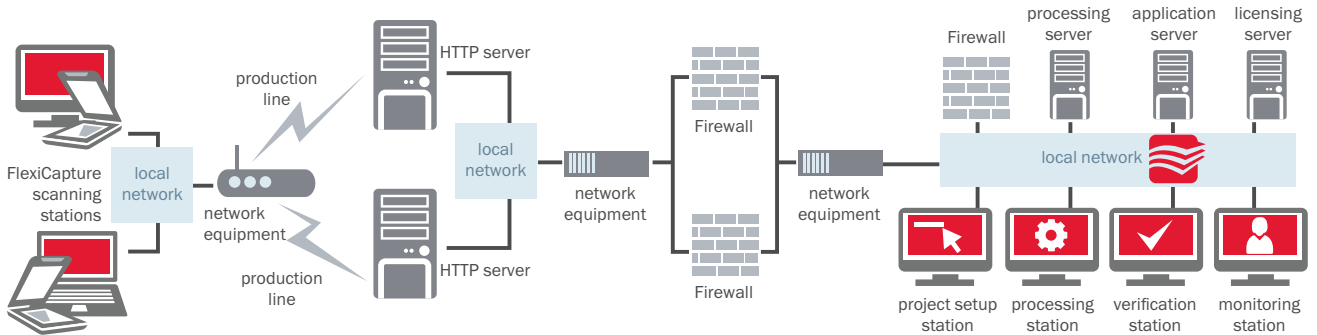 FlexiCapture
scanning
stations
local
network
network
equipment
production
line
production
line
HTTP server
HTTP server
local
network
network
equipment
Firewall
Firewall
network
equipment
Firewall
processing
server
application
server
licensing
server
local network
project setup
station
processing
station
verification
station
monitoring
station